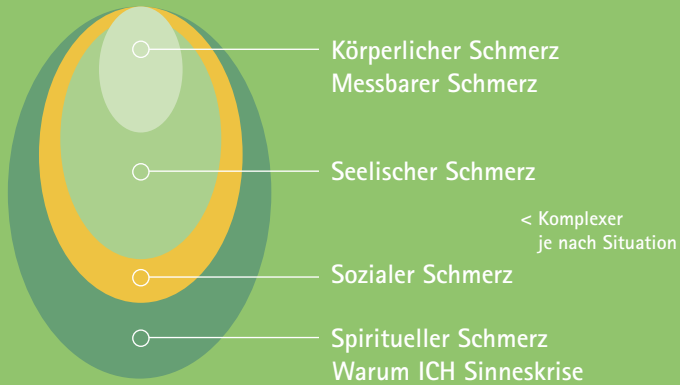 Körperlicher Schmerz
Messbarer Schmerz
Seelischer Schmerz
< Komplexer
je nach Situation
Sozialer Schmerz
Spiritueller Schmerz
Warum ICH Sinneskrise